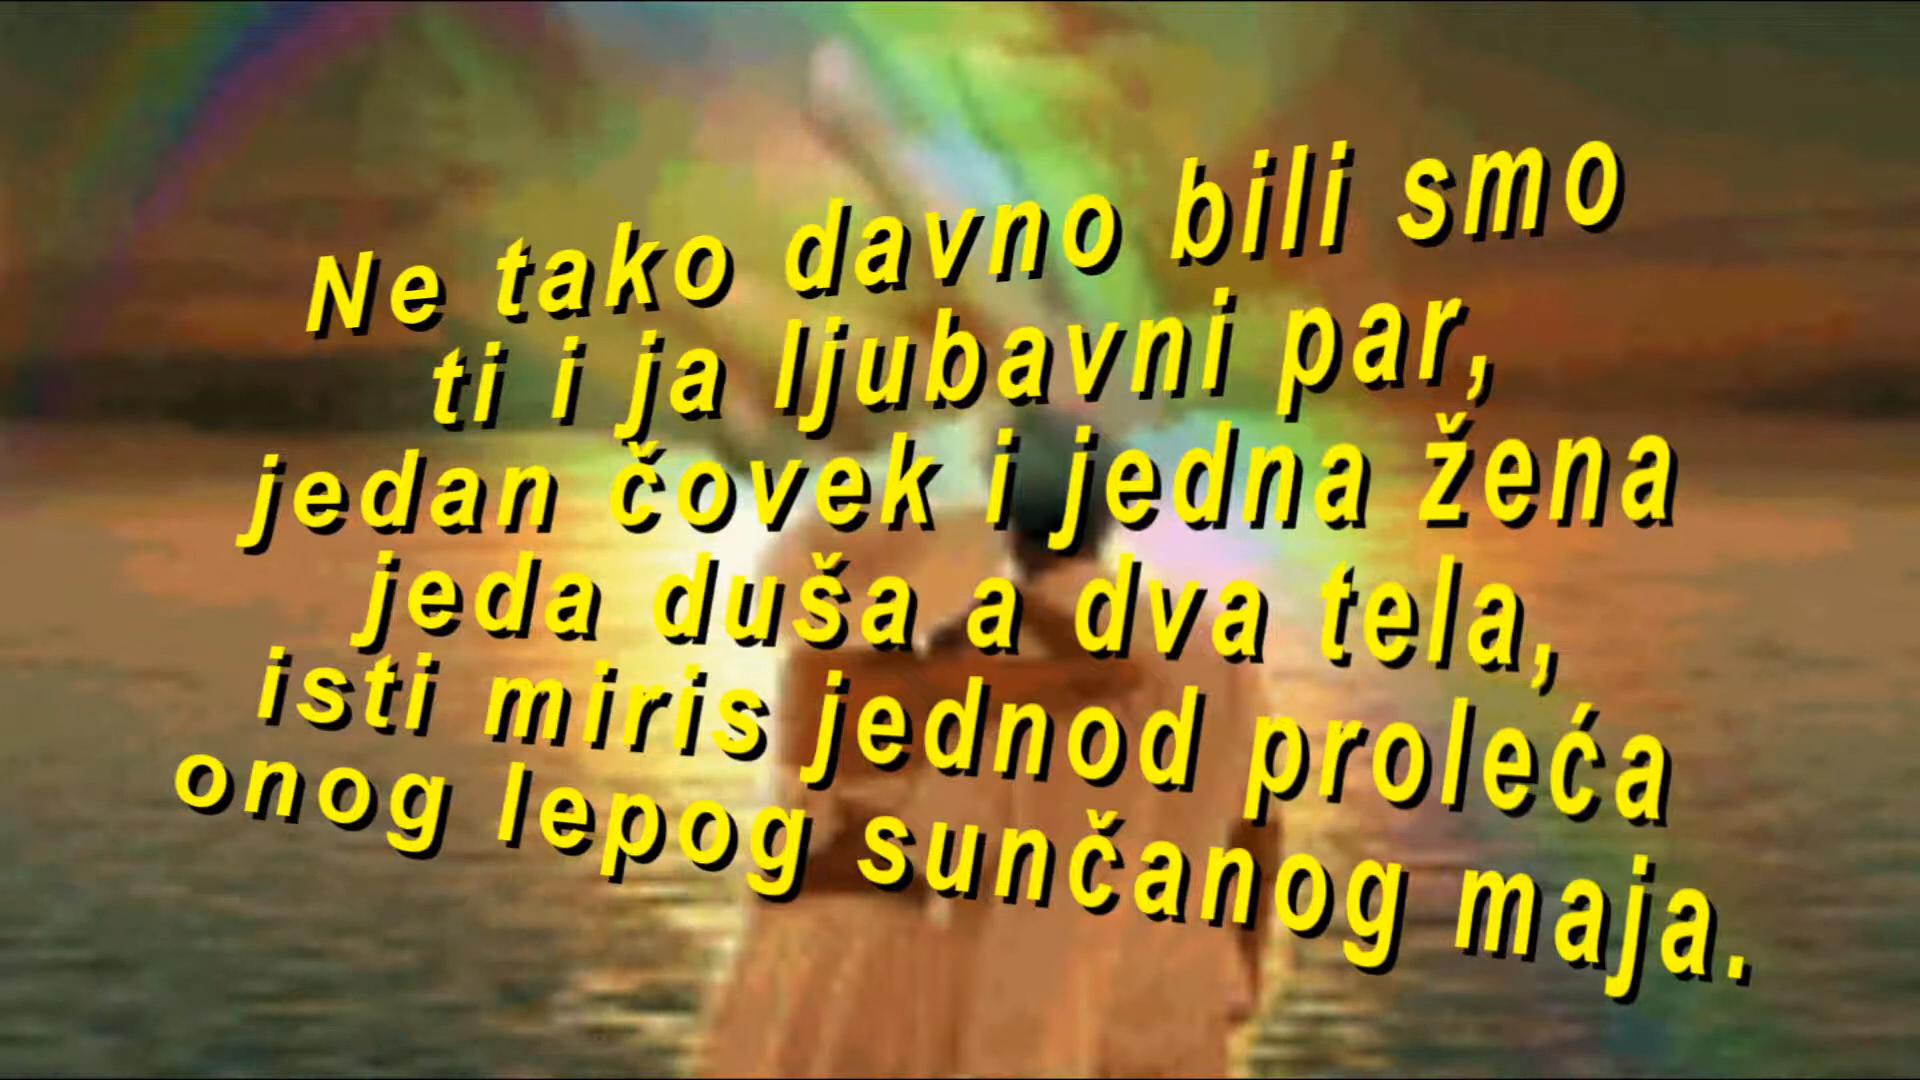 Ne tako davno bili smo
ti i ja ljubavni par,
jedan čovek i jedna žena
jeda duša a dva tela,
isti miris jednod proleća
onog lepog sunčanog maja.